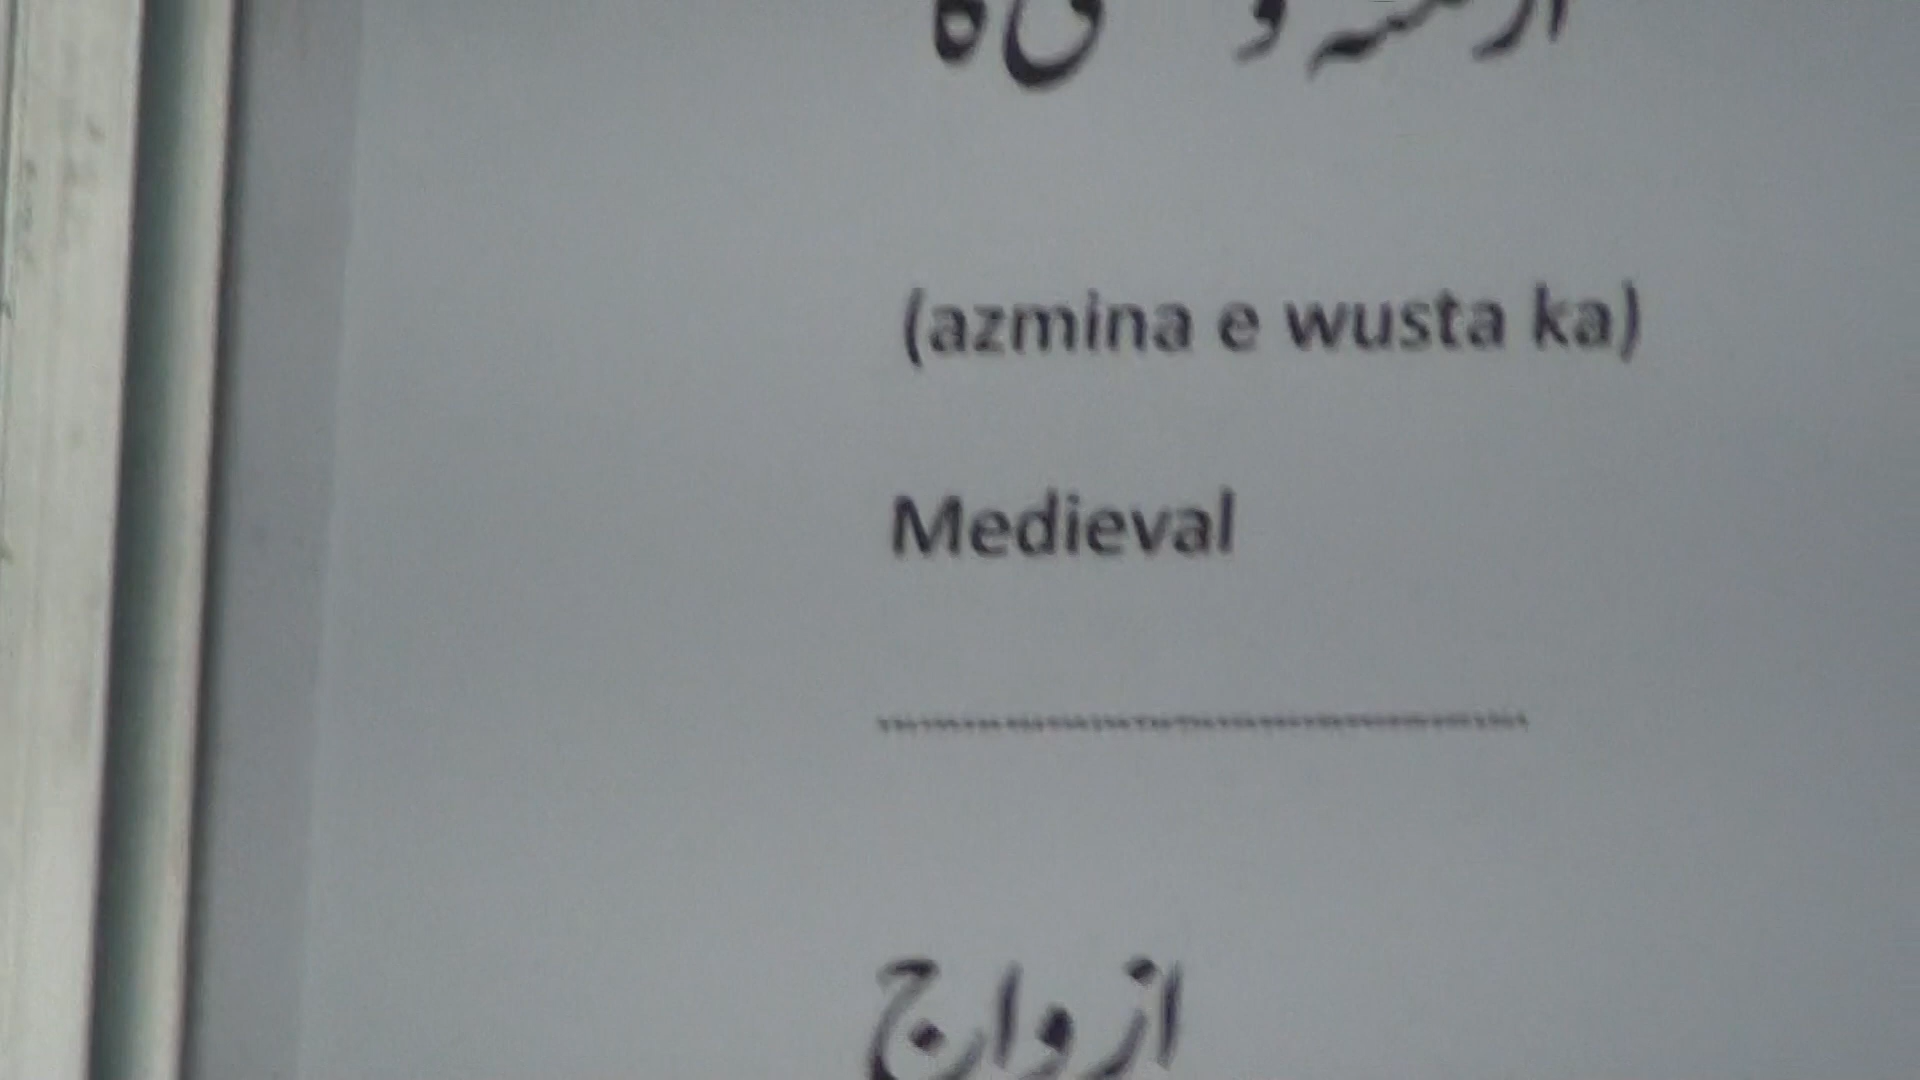 (azmina e wusta ka)
Medieval
ازواج